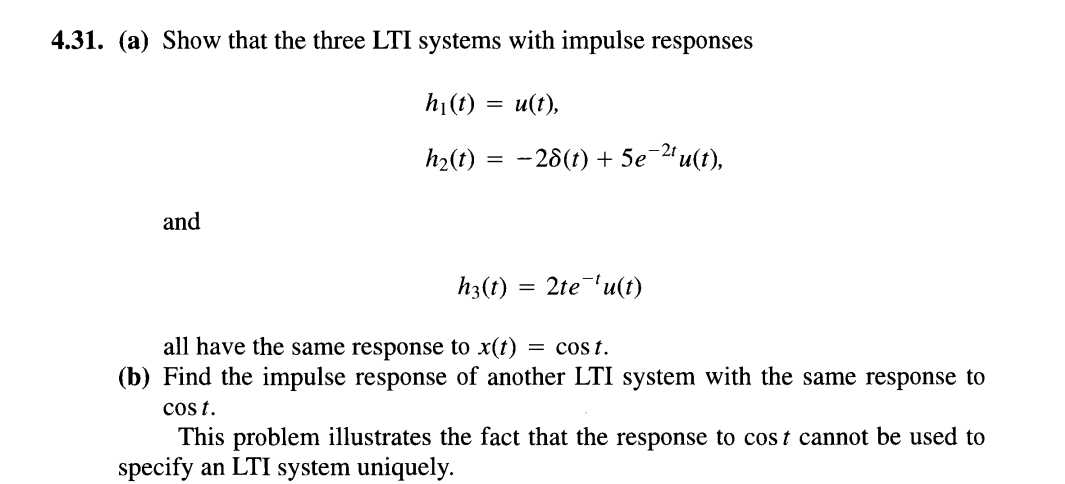 4.31. (a) Show that the three LTI systems with impulse responses
h₁(t) = u(t),
h₂(t) = −2δ(t) + 5e⁻²ᵗu(t),
and
h₃(t) = 2te⁻ᵗu(t)
all have the same response to x(t) = cos t.
(b) Find the impulse response of another LTI system with the same response to
cos t.
This problem illustrates the fact that the response to cos t cannot be used to
specify an LTI system uniquely.